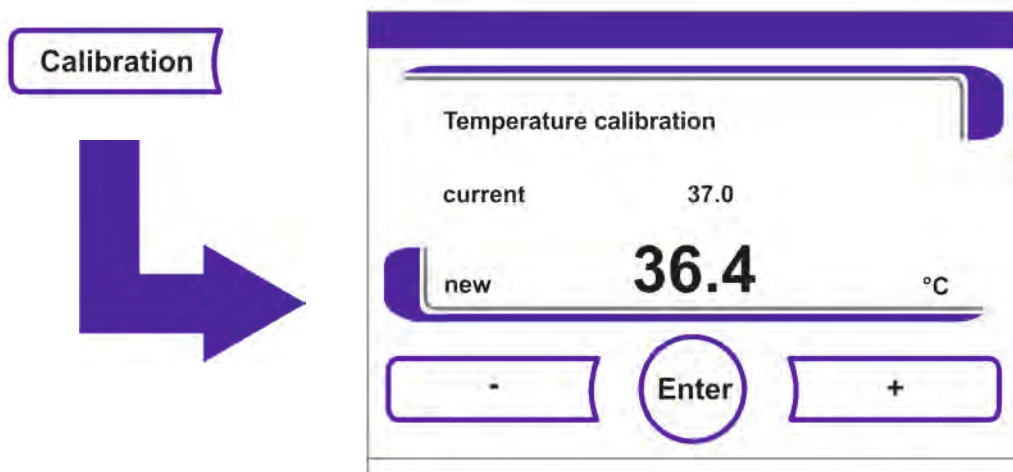 Calibration
Temperature calibration
current 37.0
new 36.4 °C
- Enter +